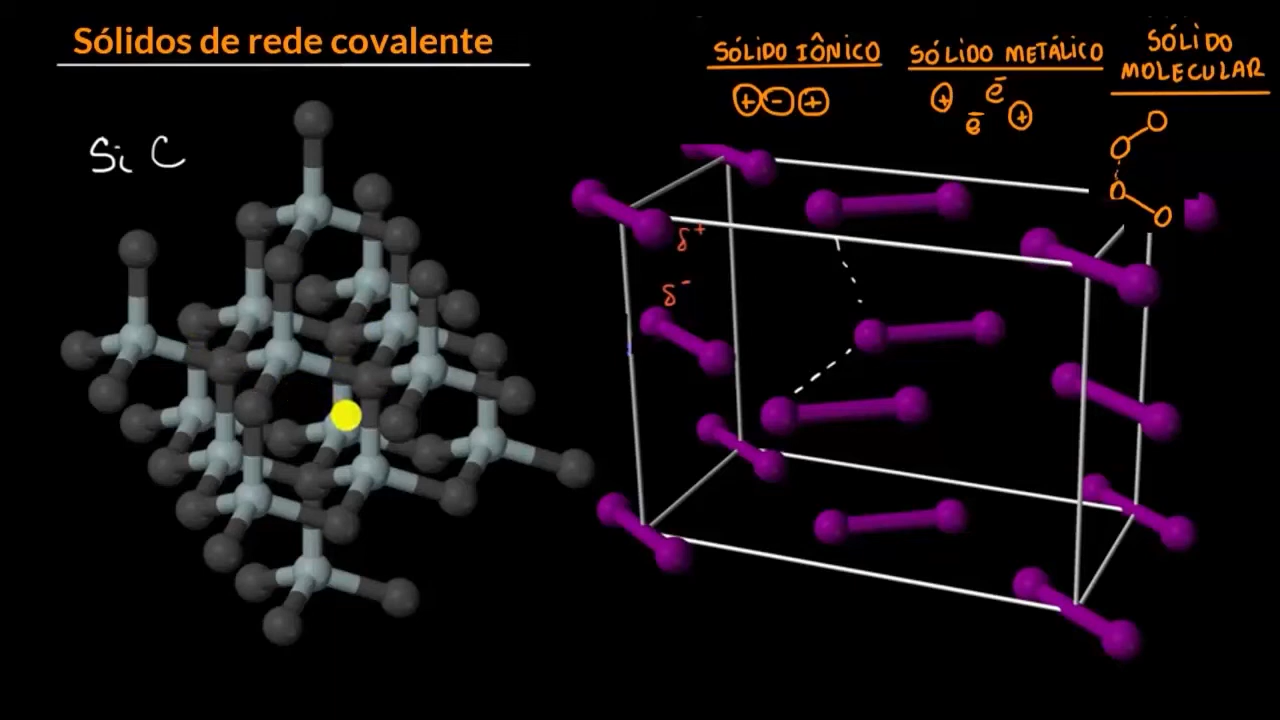 Sólidos de rede covalente
Si C
SÓLIDO IÔNICO
+ - +
SÓLIDO METÁLICO
+ e- e- +
SÓLIDO
MOLECULAR
δ+
δ-